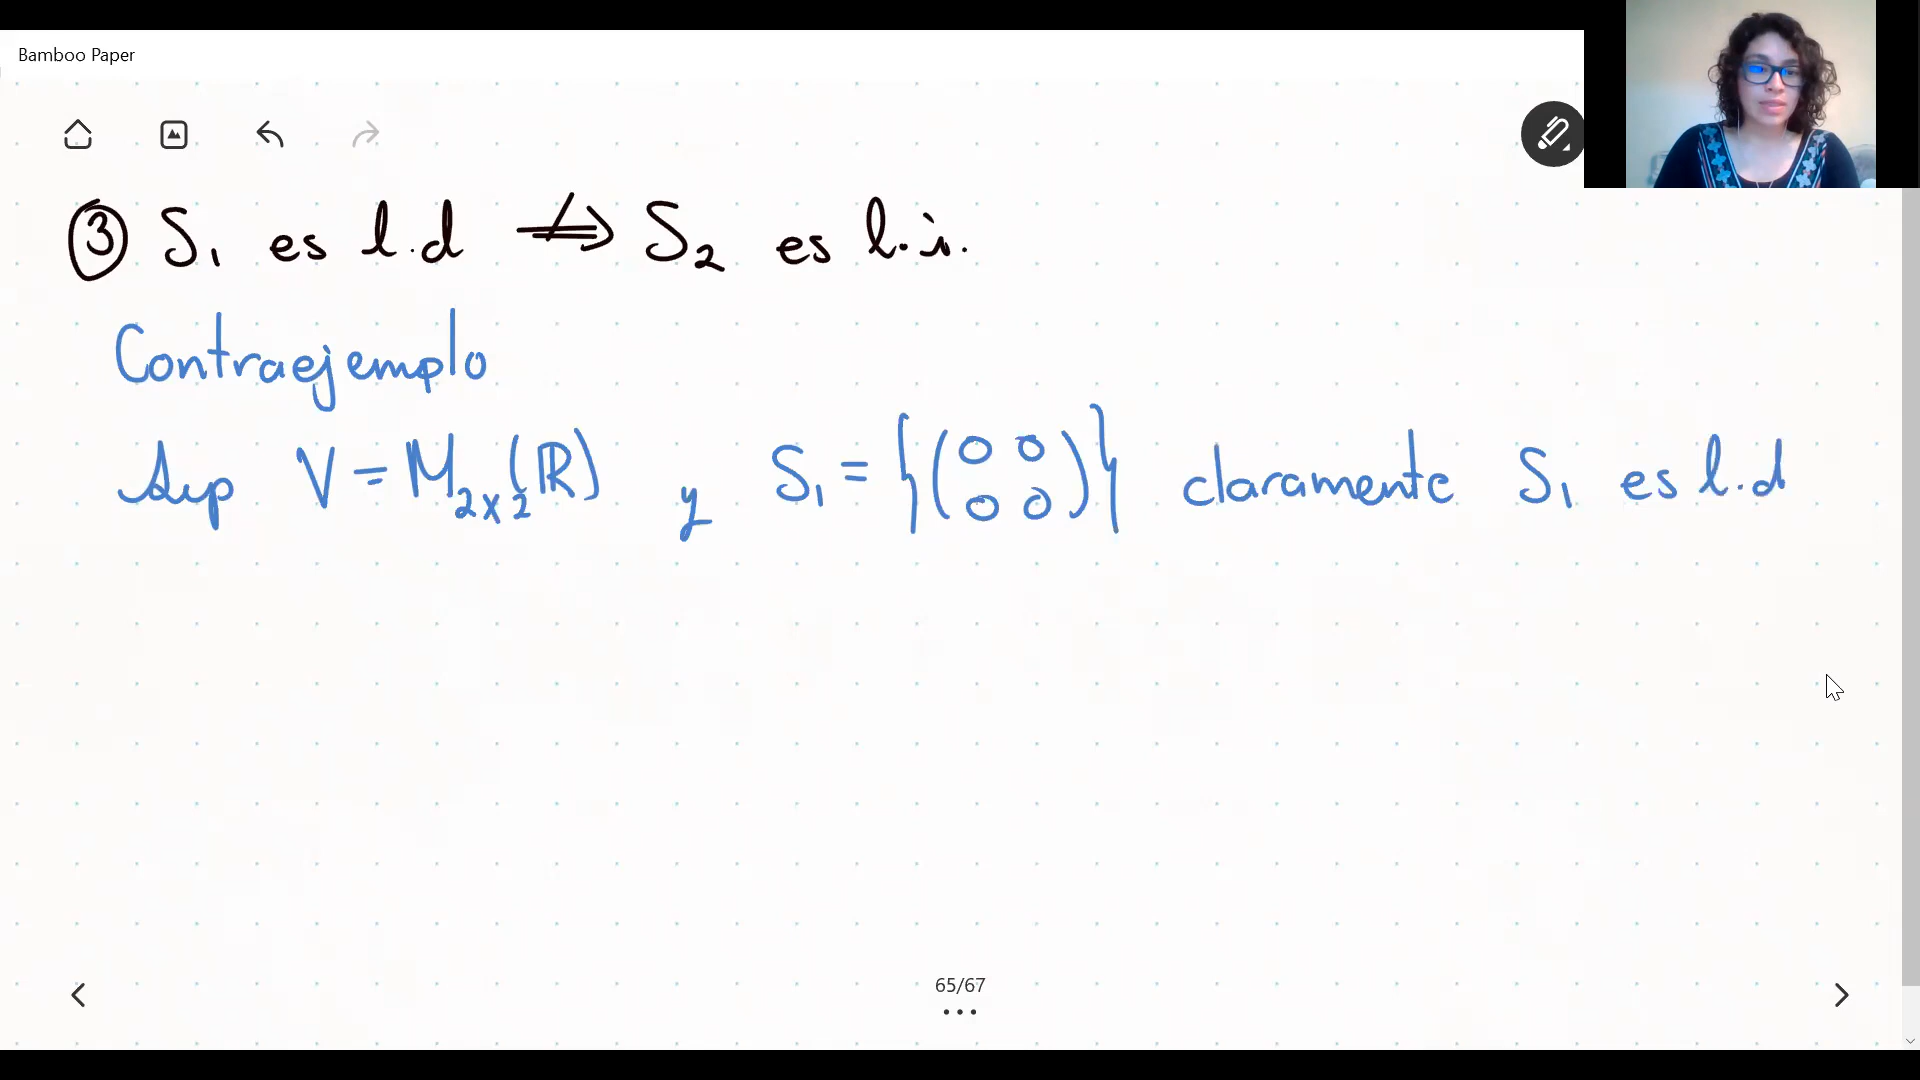 Bamboo Paper
③ S₁ es l.d ⇏ S₂ es l.i.
Contraejemplo
Sup V = M₂ₓ₂(ℝ) y S₁ = {(0 0 0 0)} claramente S₁ es l.d
65/67